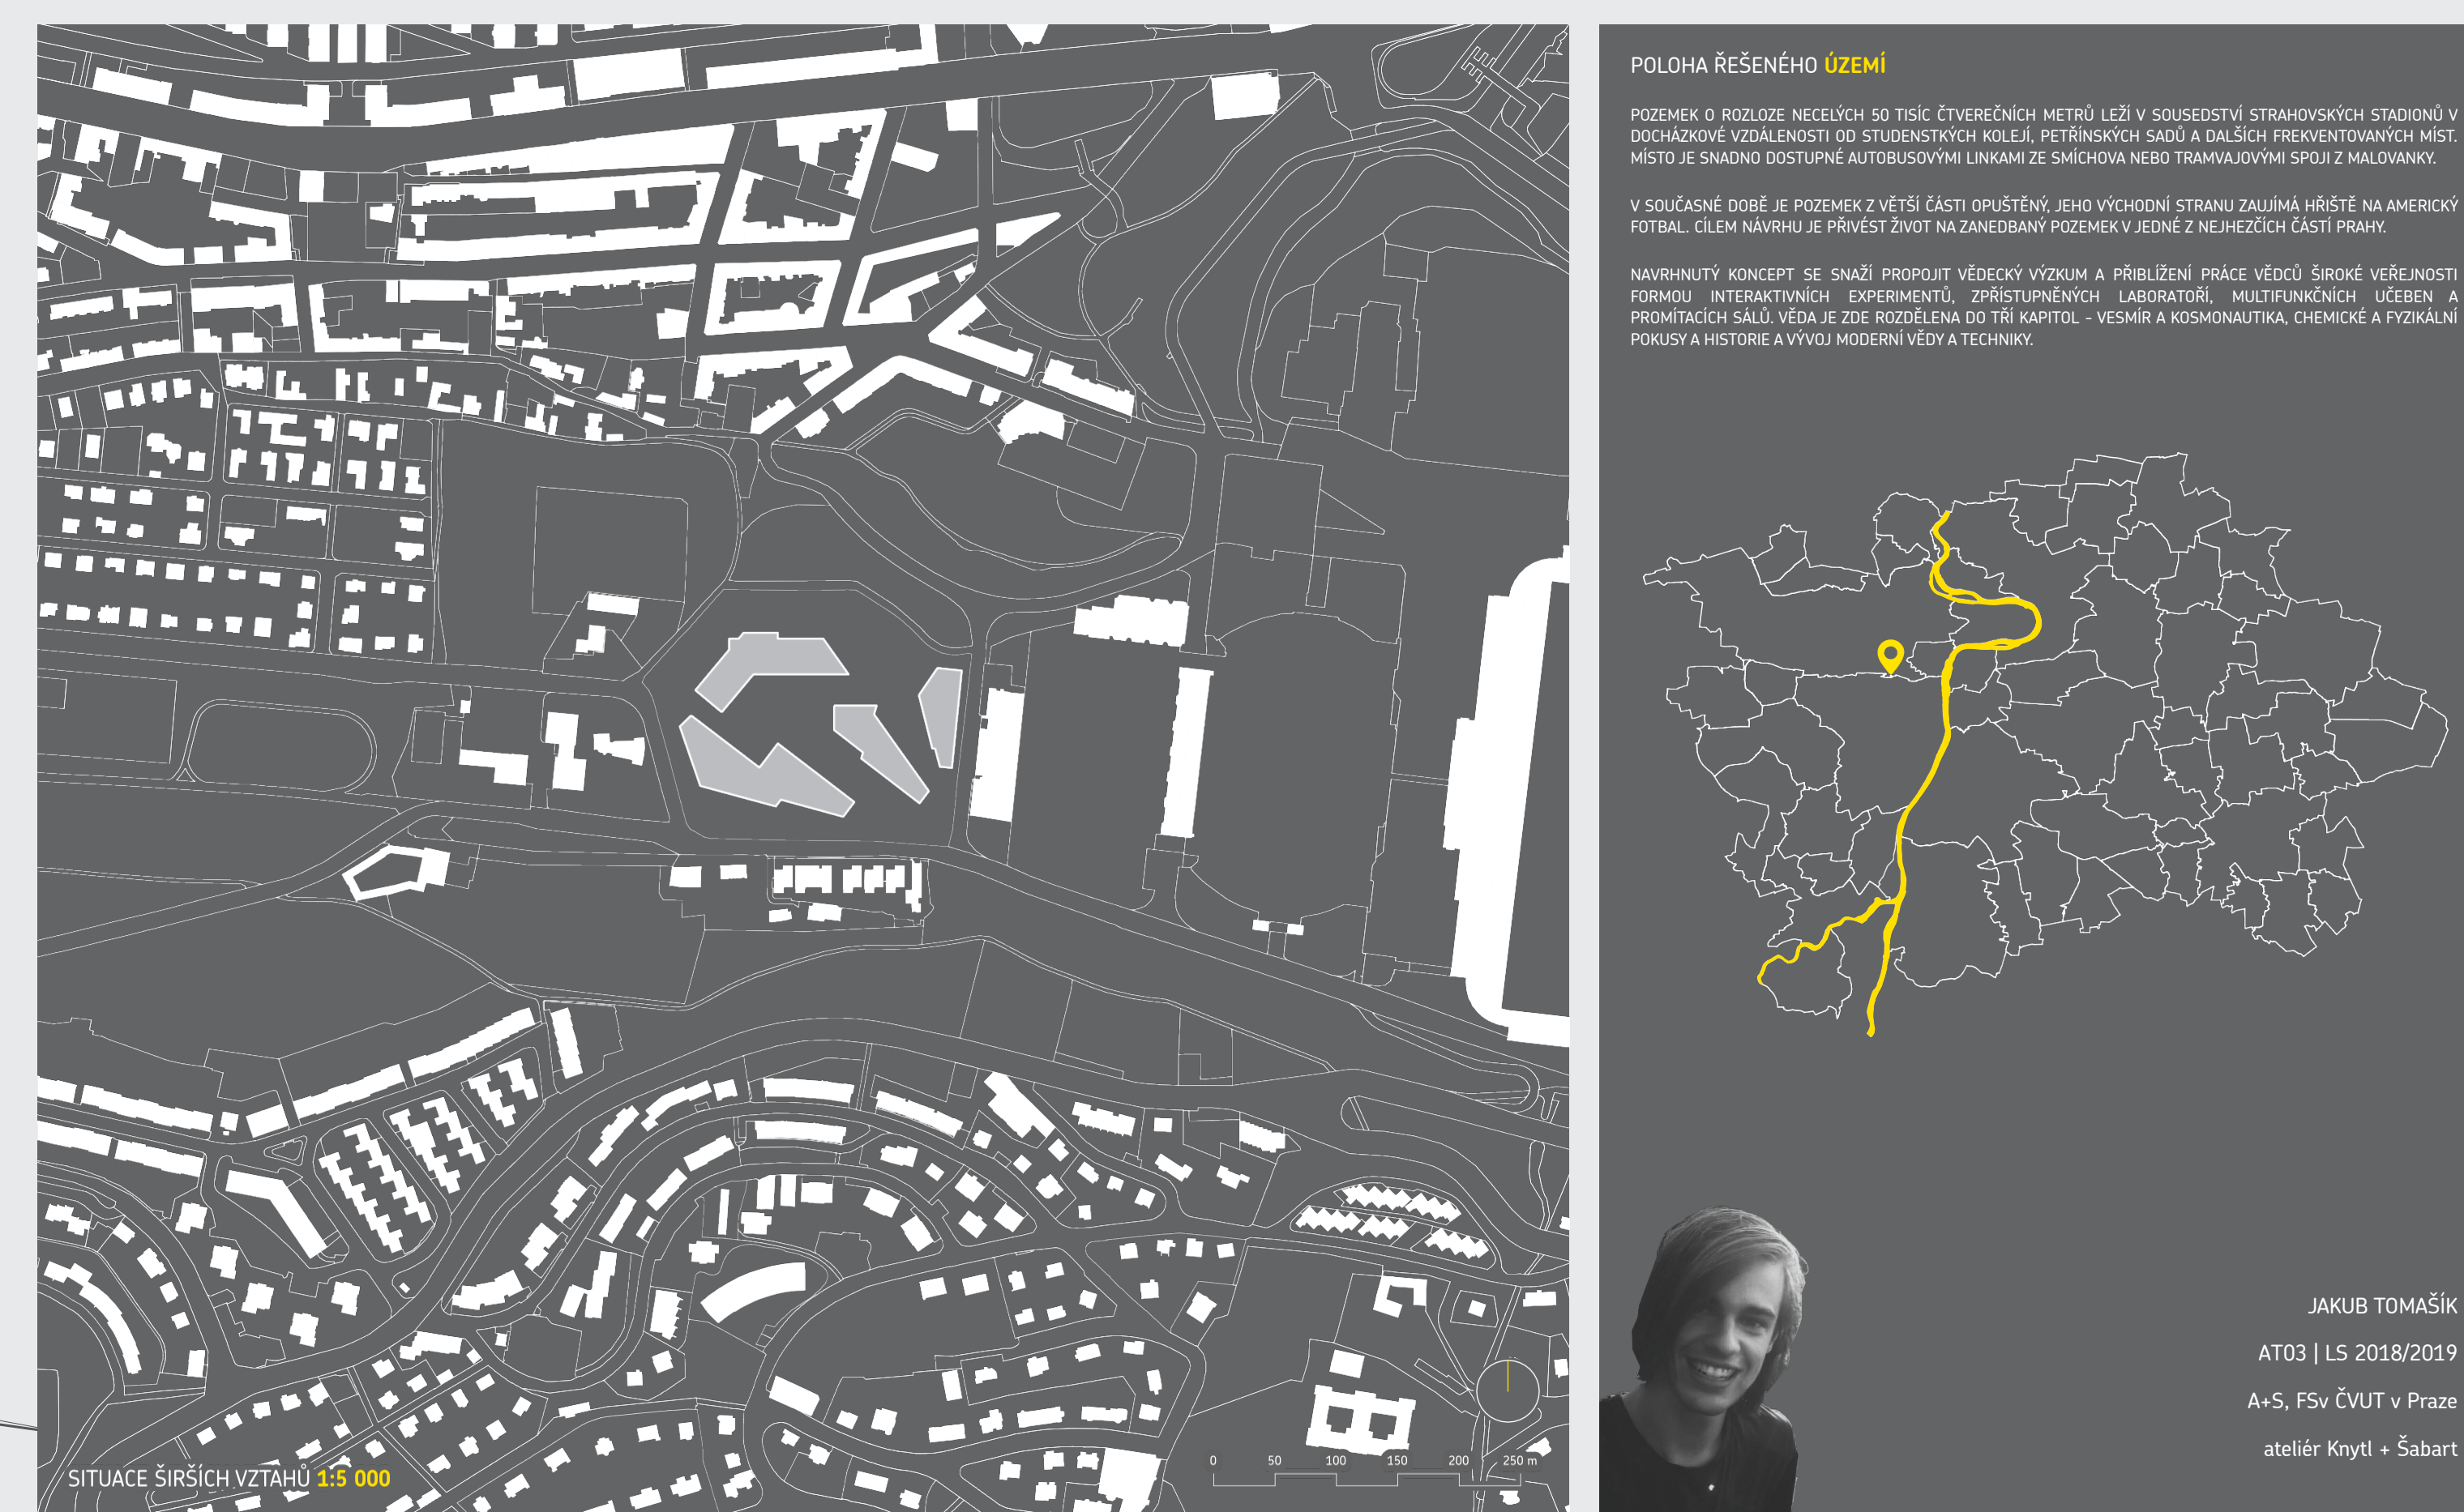 POLOHA ŘEŠENÉHO ÚZEMÍ
POZEMEK O ROZLOZE NECELÝCH 50 TISÍC ČTVEREČNÍCH METRŮ LEŽÍ V SOUSEDSTVÍ STRAHOVSKÝCH STADIONŮ V
DOCHÁZKOVÉ VZDÁLENOSTI OD STUDENSTKÝCH KOLEJÍ, PETŘÍNSKÝCH SADŮ A DALŠÍCH FREKVENTOVANÝCH MÍST.
MÍSTO JE SNADNO DOSTUPNÉ AUTOBUSOVÝMI LINKAMI ZE SMÍCHOVA NEBO TRAMVAJOVÝMI SPOJI Z MALOVANKY.
V SOUČASNÉ DOBĚ JE POZEMEK Z VĚTŠÍ ČÁSTI OPUŠTĚNÝ, JEHO VÝCHODNÍ STRANU ZAUJÍMÁ HŘIŠTĚ NA AMERICKÝ
FOTBAL. CÍLEM NÁVRHU JE PŘIVÉST ŽIVOT NA ZANEDBANÝ POZEMEK V JEDNÉ Z NEJHEZČÍCH ČÁSTÍ PRAHY.
NAVRHNUTÝ KONCEPT SE SNAŽÍ PROPOJIT VĚDECKÝ VÝZKUM A PŘIBLÍŽENÍ PRÁCE VĚDCŮ ŠIROKÉ VEŘEJNOSTI
FORMOU INTERAKTIVNÍCH EXPERIMENTŮ, ZPŘÍSTUPNĚNÝCH LABORATOŘÍ, MULTIFUNKČNÍCH UČEBEN A
PROMÍTACÍCH SÁLŮ. VĚDA JE ZDE ROZDĚLENA DO TŘÍ KAPITOL - VESMÍR A KOSMONAUTIKA, CHEMICKÉ A FYZIKÁLNÍ
POKUSY A HISTORIE A VÝVOJ MODERNÍ VĚDY A TECHNIKY.
JAKUB TOMAŠÍK
AT03 | LS 2018/2019
A+S, FSv ČVUT v Praze
ateliér Knytl + Šabart
0 50 100 150 200 250 m
SITUACE ŠIRŠÍCH VZTAHŮ 1:5 000